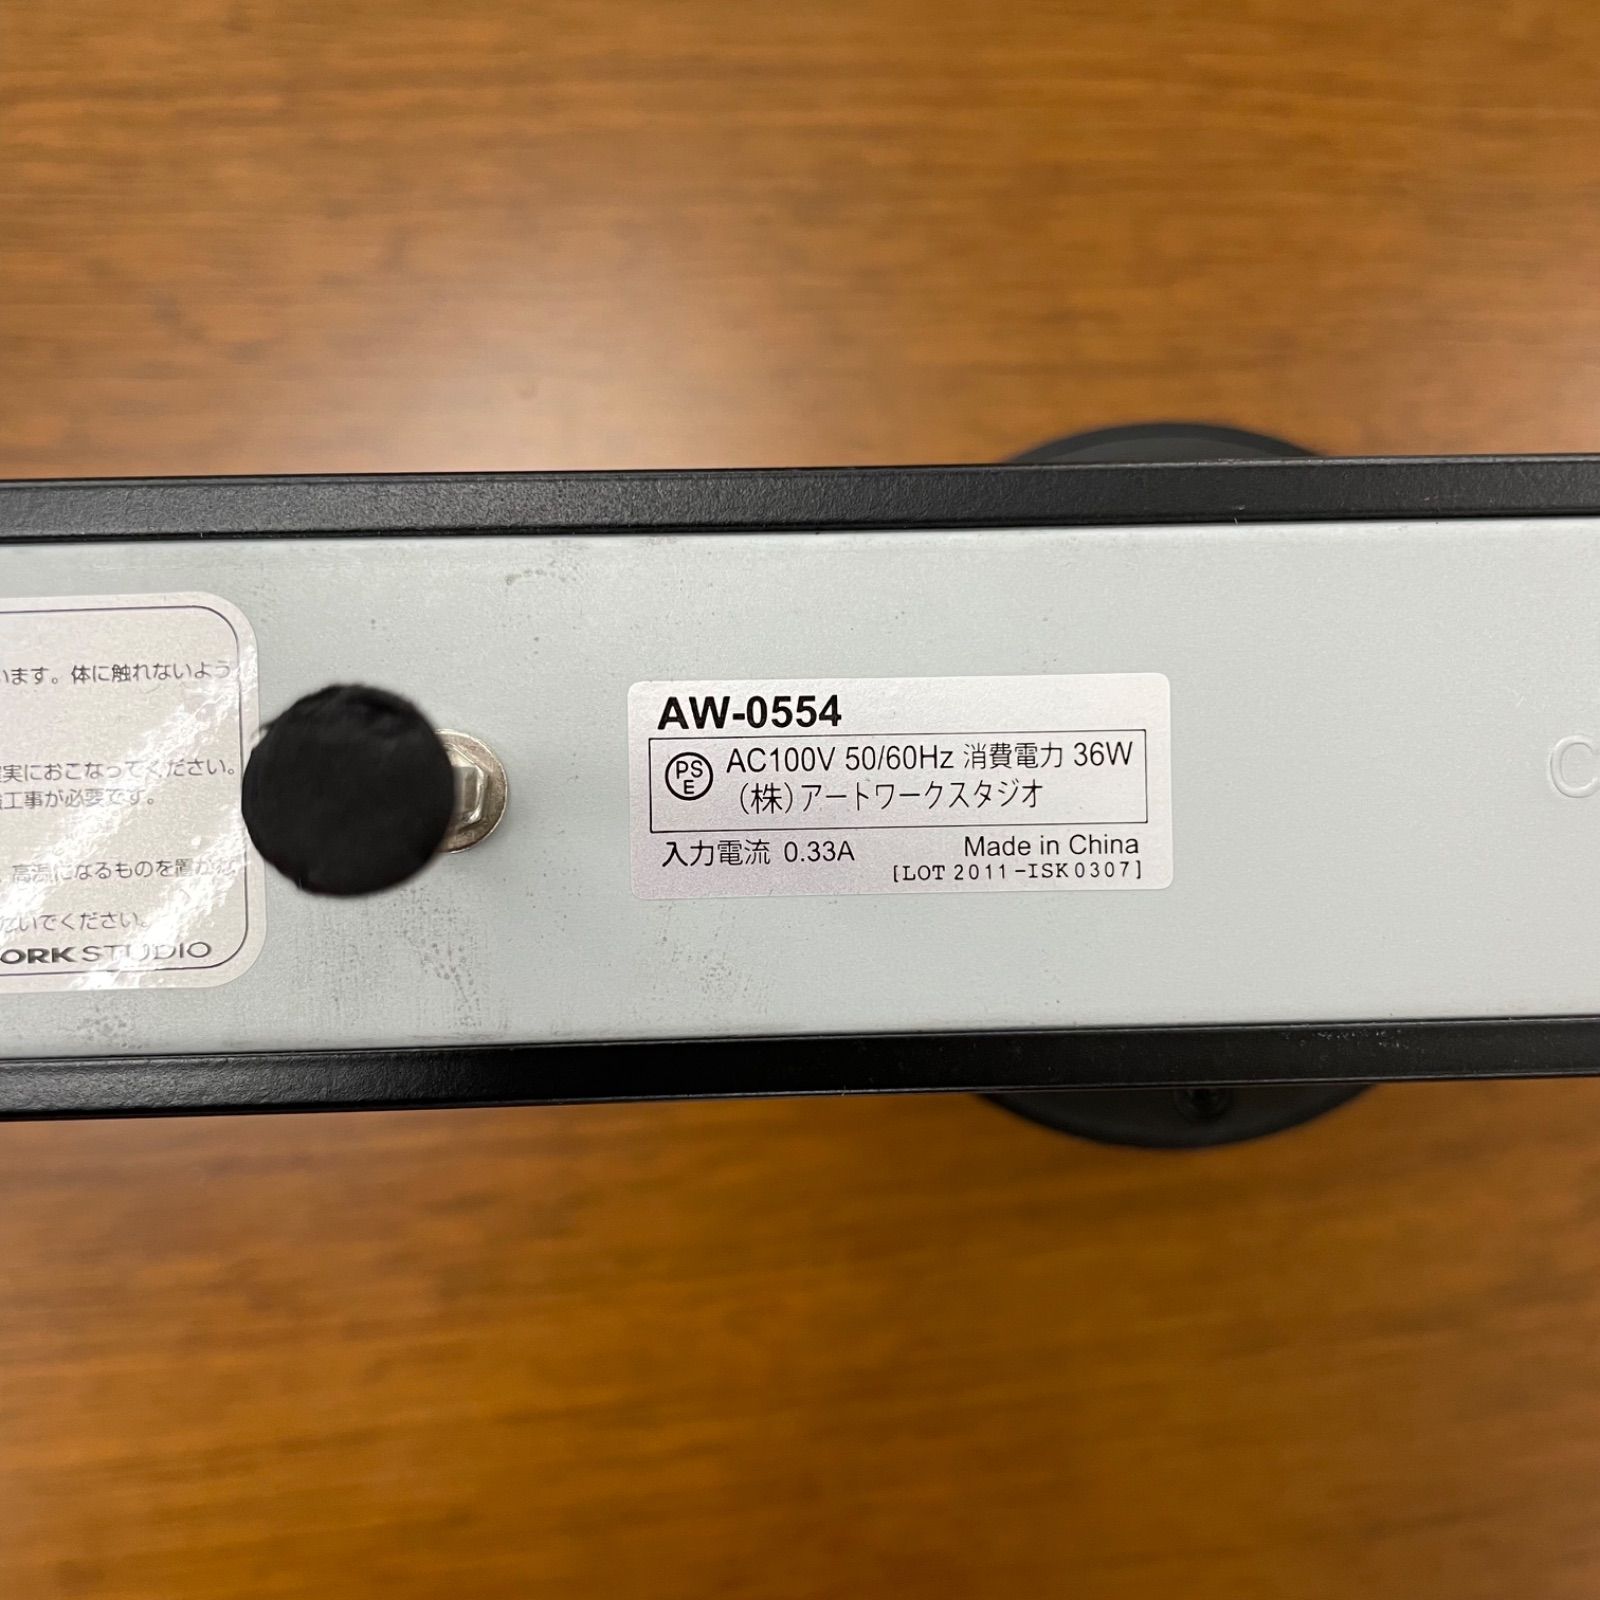 います。体に触れないよう
実におこなってください。
工事が必要です。
、高温になるものを置かな
いでください。
ORK STUDIO
AW-0554
PS
E
AC100V 50/60Hz 消費電力 36W
(株)アートワークスタジオ
入力電流 0.33A
Made in China
[LOT 2011-ISK0307]
C